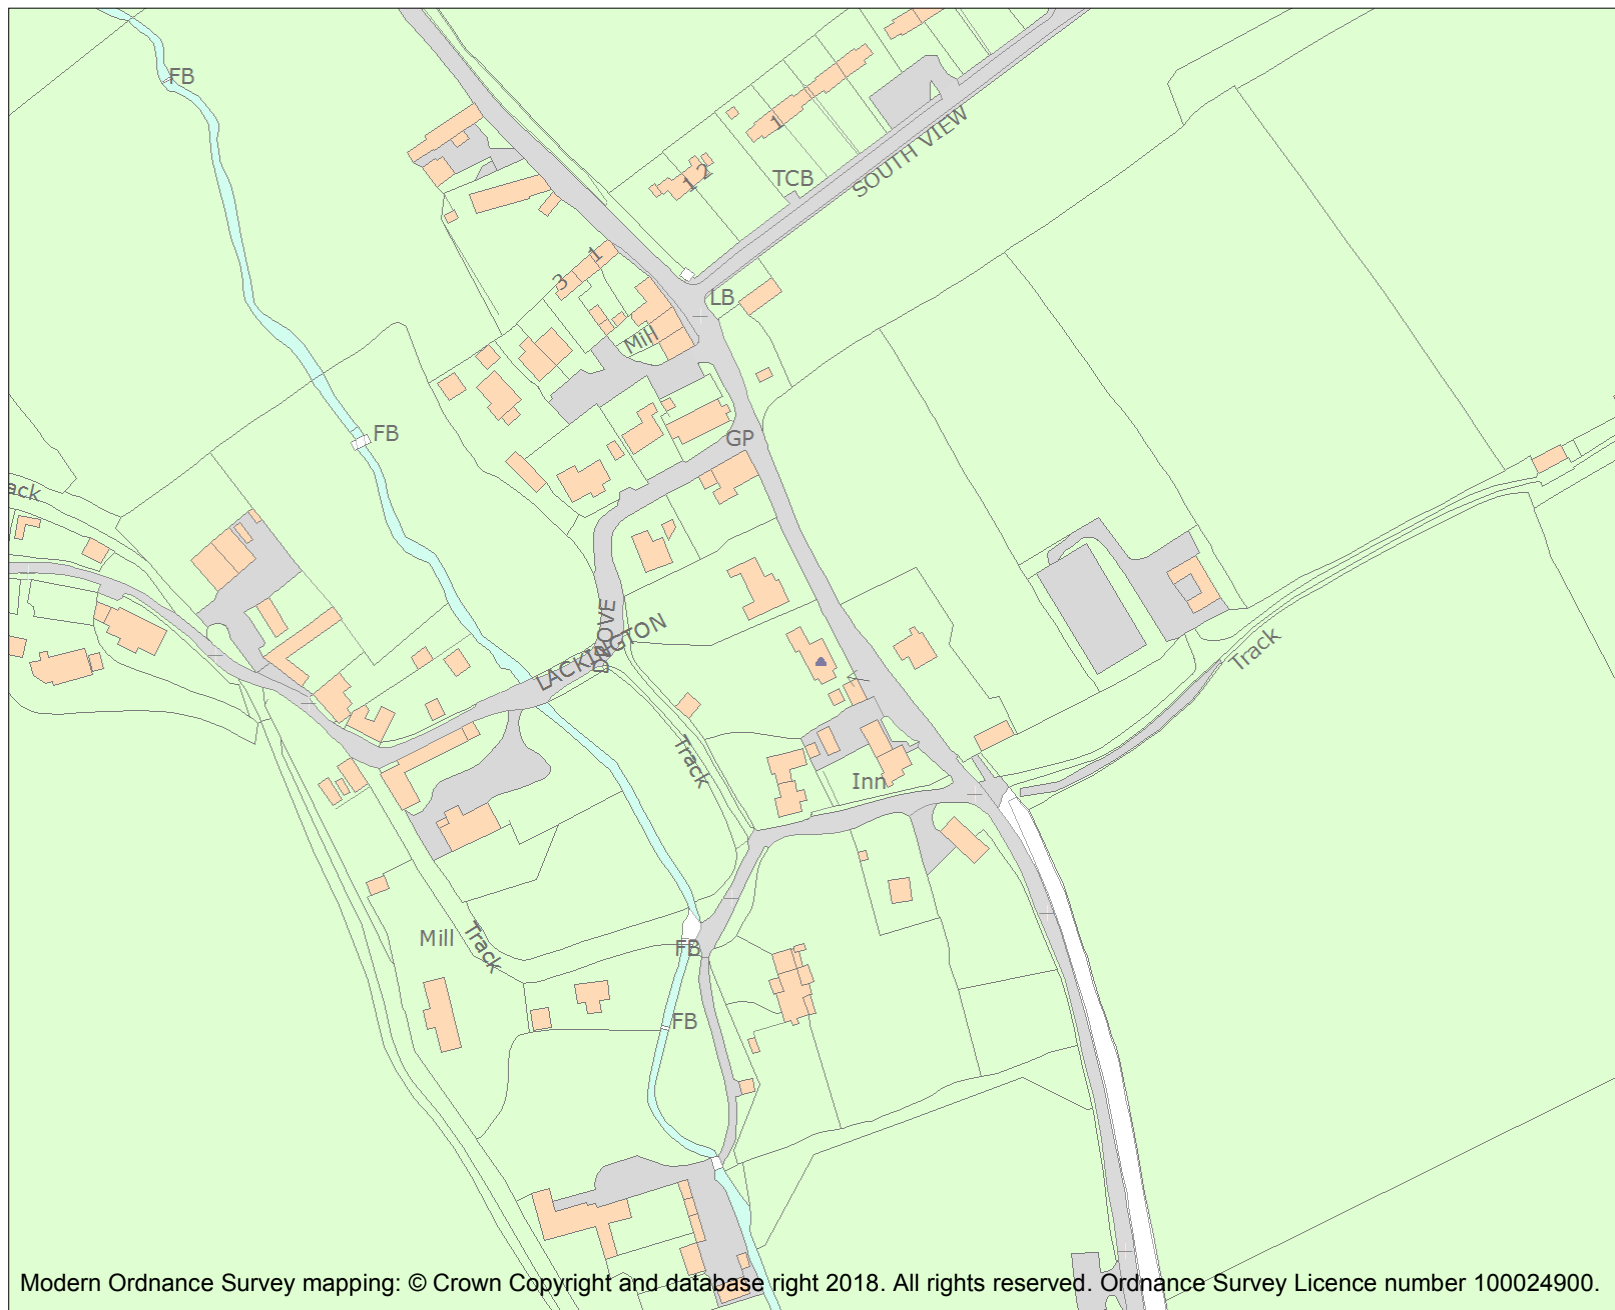 FB
TCB
SOUTH VIEW
1
1 2
1
3
LB
Mill
FB
GP
ack
DROVE
LACKINGTON
Track
Track
Inn
Mill
Track
FB
FB
Modern Ordnance Survey mapping: © Crown Copyright and database right 2018. All rights reserved. Ordnance Survey Licence number 100024900.